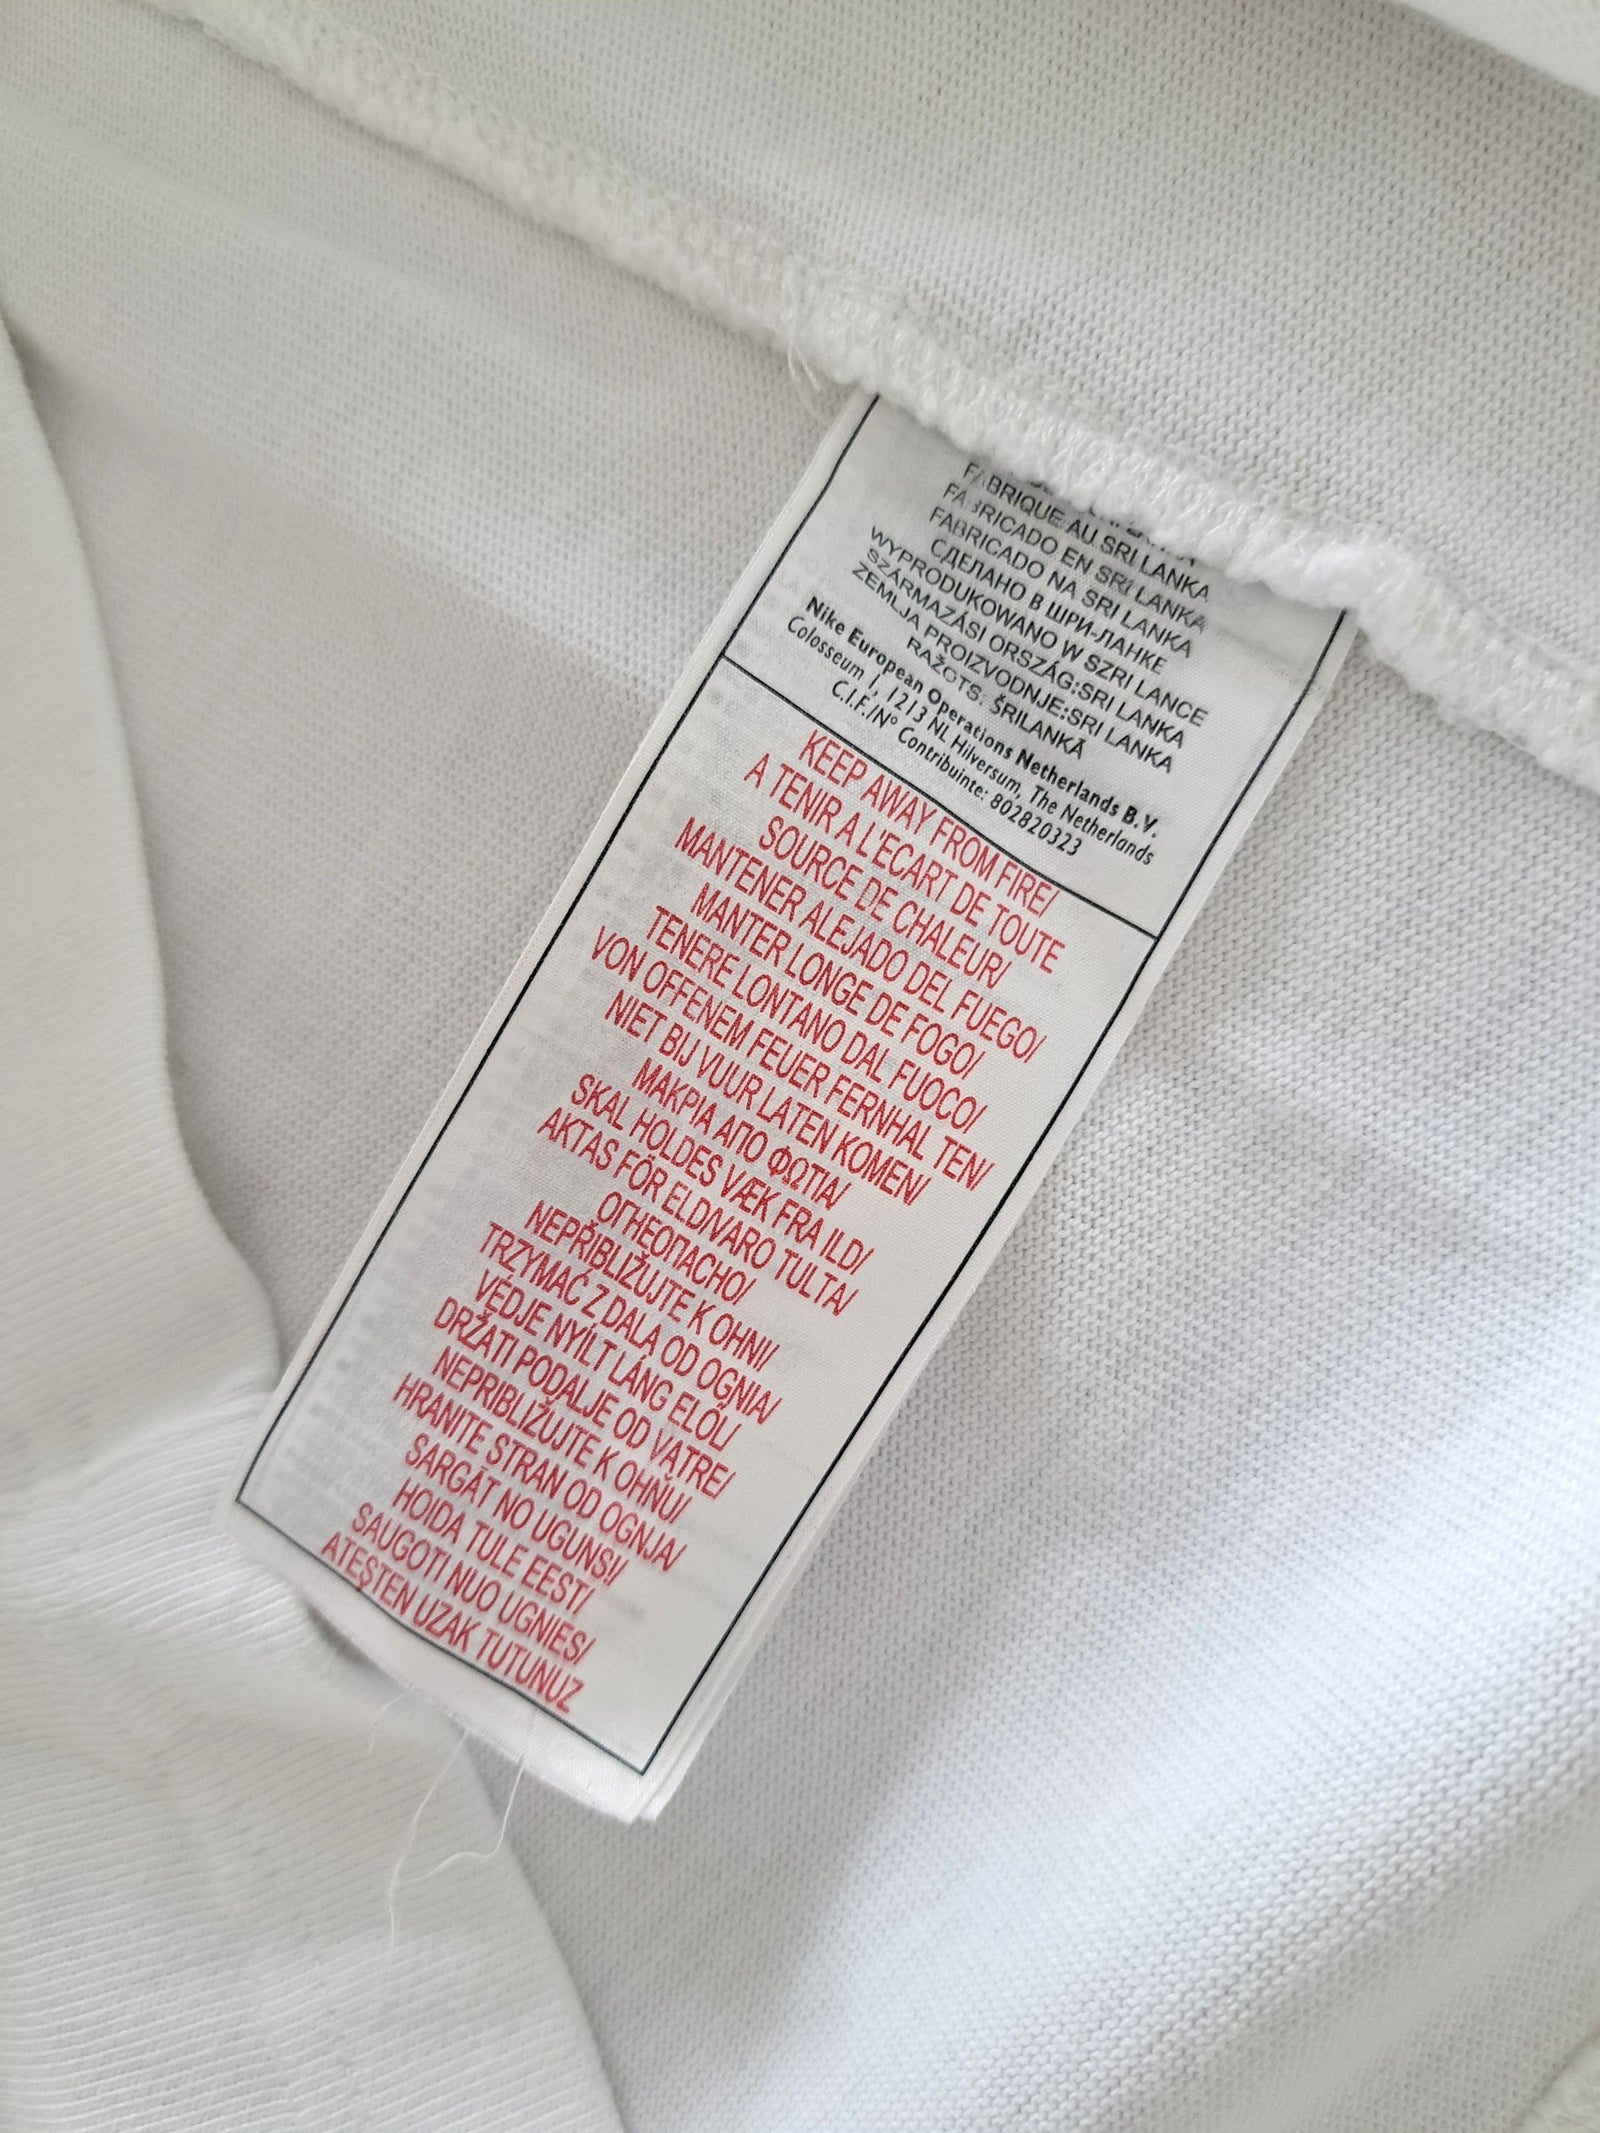 FABRIQUE AU SRI LANKA
FABRICADO EN SRI LANKA
FABRICADO NA SRI LANKA
СДЕЛАНО В ШРИ-ЛАНКЕ
WYPRODUKOWANO W SZRI LANCE
SZÁRMAZÁSI ORSZÁG:SRI LANKA
ZEMLJA PROIZVODNJE:SRI LANKA
RAŽOTS: ŠRILANKĀ
Nike European Operations Netherlands B.V.
Colosseum 1, 1213 NL Hilversum, The Netherlands
C.I.F./Nº Contribuinte: 802820323
KEEP AWAY FROM FIRE/
A TENIR A L'ECART DE TOUTE
SOURCE DE CHALEUR/
MANTENER ALEJADO DEL FUEGO/
MANTER LONGE DE FOGO/
TENERE LONTANO DAL FUOCO/
VON OFFENEM FEUER FERNHAL TEN/
NIET BIJ VUUR LATEN KOMEN/
ΜΑΚΡΙΑ ΑΠΟ ΦΩΤΙΑ/
SKAL HOLDES VÆK FRA ILD/
AKTAS FÖR ELD/VARO TULTA/
ОГНЕОПАСНО/
NEPŘIBLIŽUJTE K OHNI/
TRZYMAĆ Z DALA OD OGNIA/
VÉDJE NYÍLT LÁNG ELŐL/
DRŽATI PODALJE OD VATRE/
NEPRIBLIŽUJTE K OHŇU/
HRANITE STRAN OD OGNJA/
SARGĀT NO UGUNS!/
HOIDA TULE EEST/
SAUGOTI NUO UGNIES/
ATEŞTEN UZAK TUTUNUZ